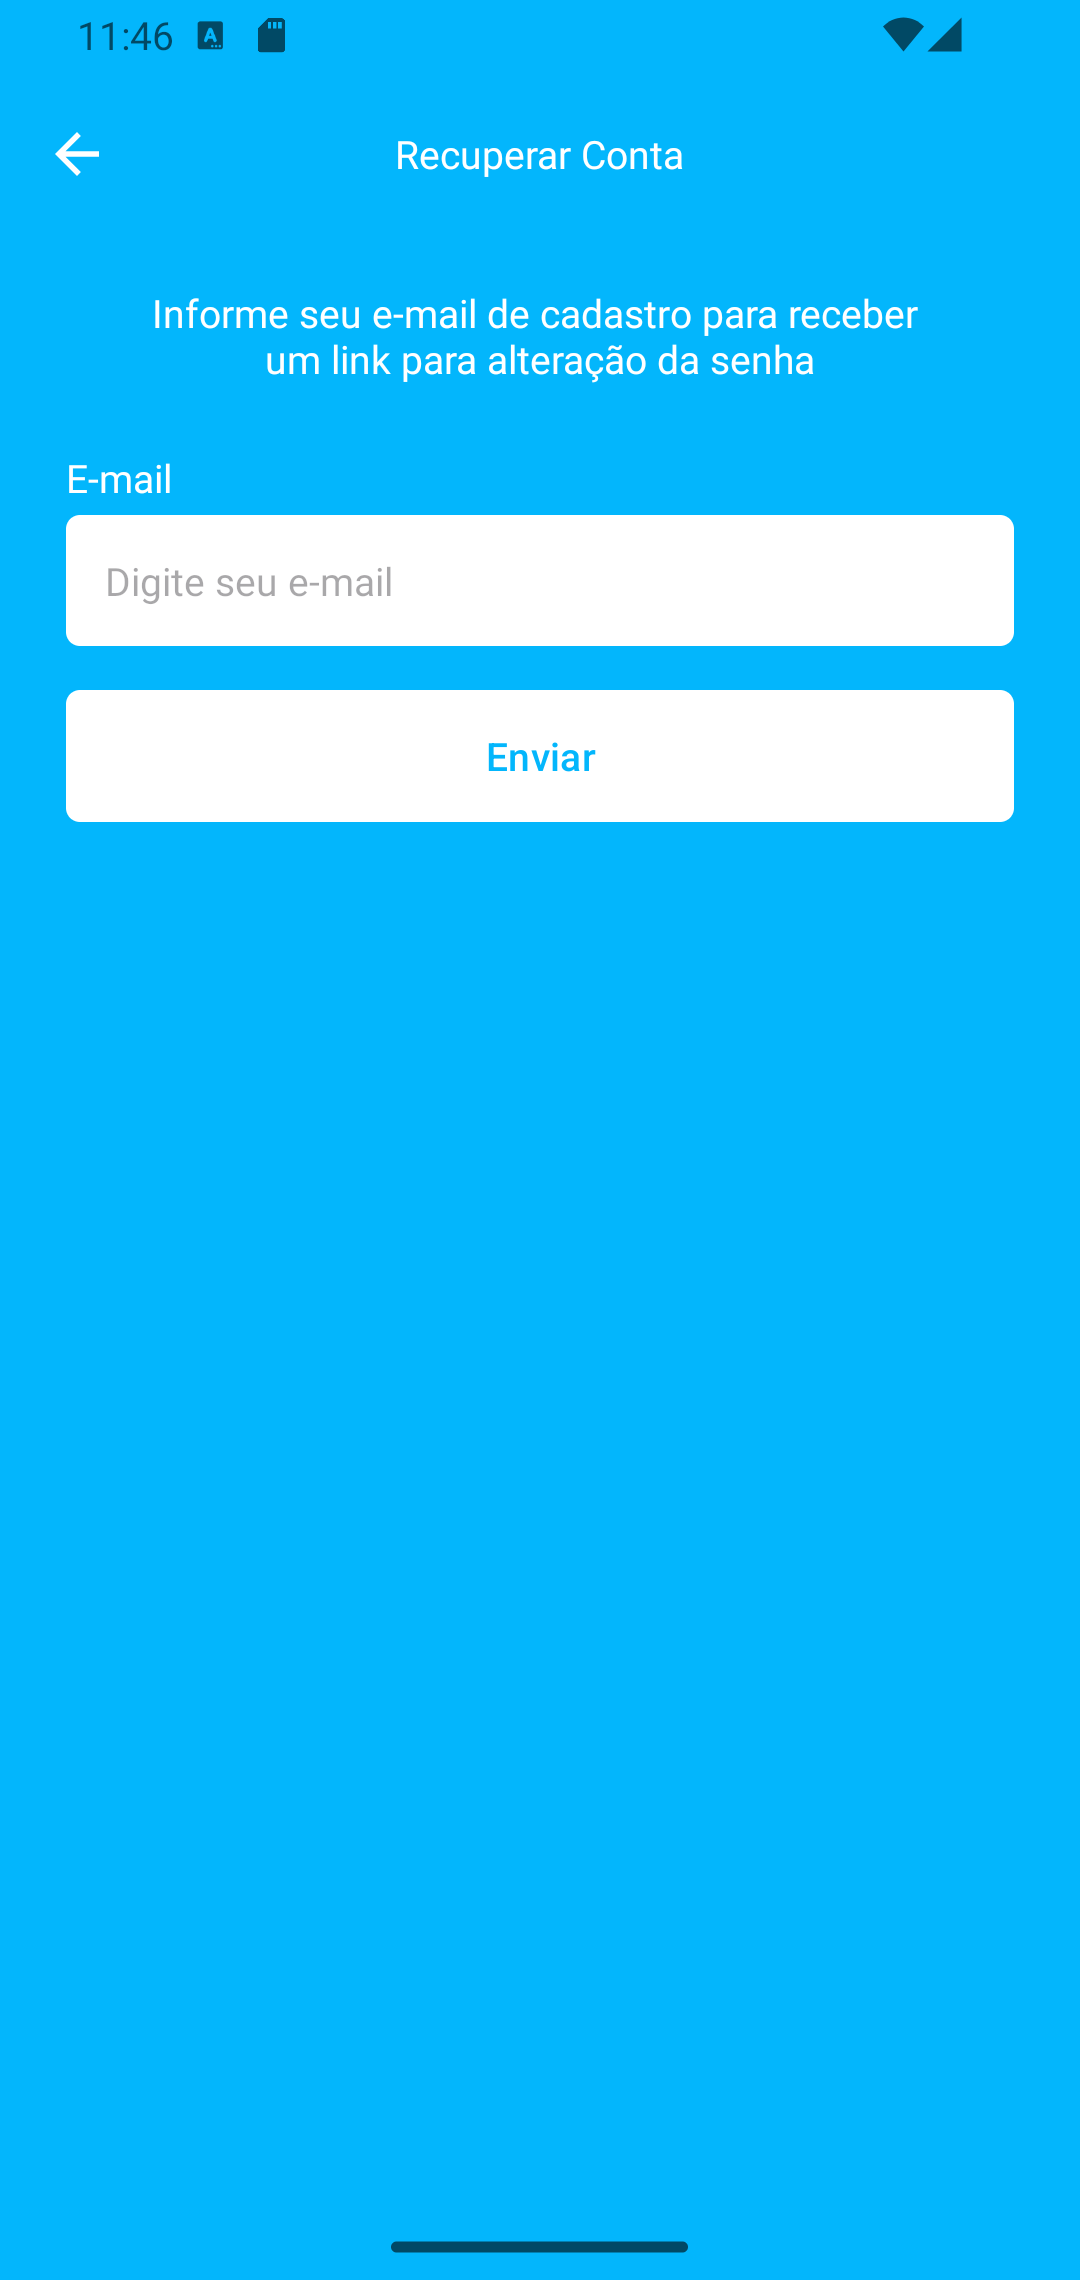 11:46
Recuperar Conta
Informe seu e-mail de cadastro para receber
um link para alteração da senha
E-mail
Digite seu e-mail
Enviar